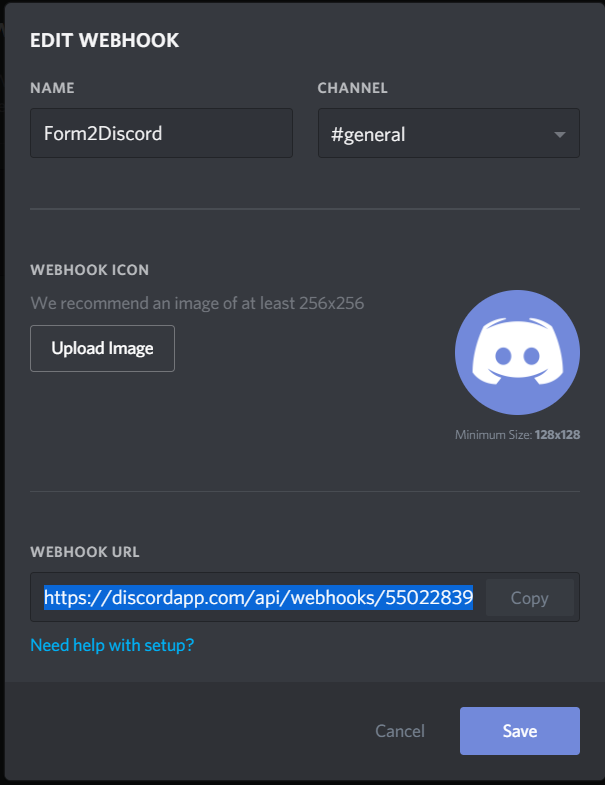 EDIT WEBHOOK
NAME
CHANNEL
Form2Discord
#general
WEBHOOK ICON
We recommend an image of at least 256x256
Upload Image
Minimum Size: 128x128
WEBHOOK URL
https://discordapp.com/api/webhooks/55022839
Copy
Need help with setup?
Cancel
Save